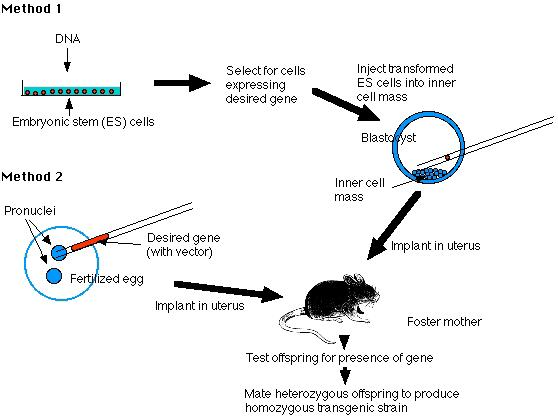 Method 1
DNA
Embryonic stem (ES) cells
Select for cells
expressing
desired gene
Inject transformed
ES cells into inner
cell mass
Blastocyst
Inner cell
mass
Implant in uterus
Method 2
Pronuclei
Desired gene
(with vector)
Fertilized egg
Implant in uterus
Foster mother
Test offspring for presence of gene
Mate heterozygous offspring to produce
homozygous transgenic strain